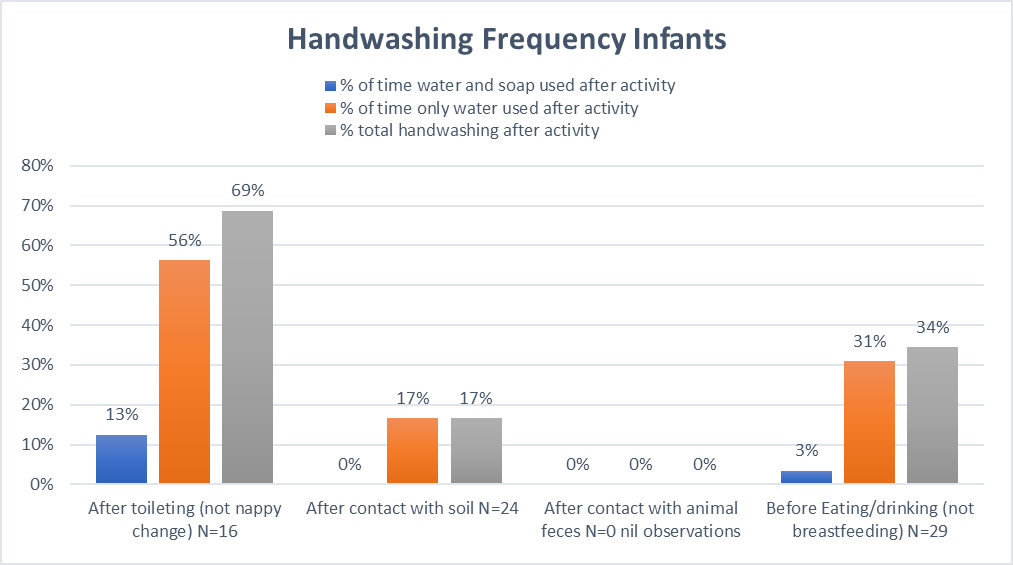 Handwashing Frequency Infants
% of time water and soap used after activity
% of time only water used after activity
% total handwashing after activity
80%
70%
60%
50%
40%
30%
20%
10%
0%
13%
56%
69%
0%
17%
17%
0%
0%
0%
3%
31%
34%
After toileting (not nappy
change) N=16
After contact with soil N=24
After contact with animal
feces N=0 nil observations
Before Eating/drinking (not
breastfeeding) N=29